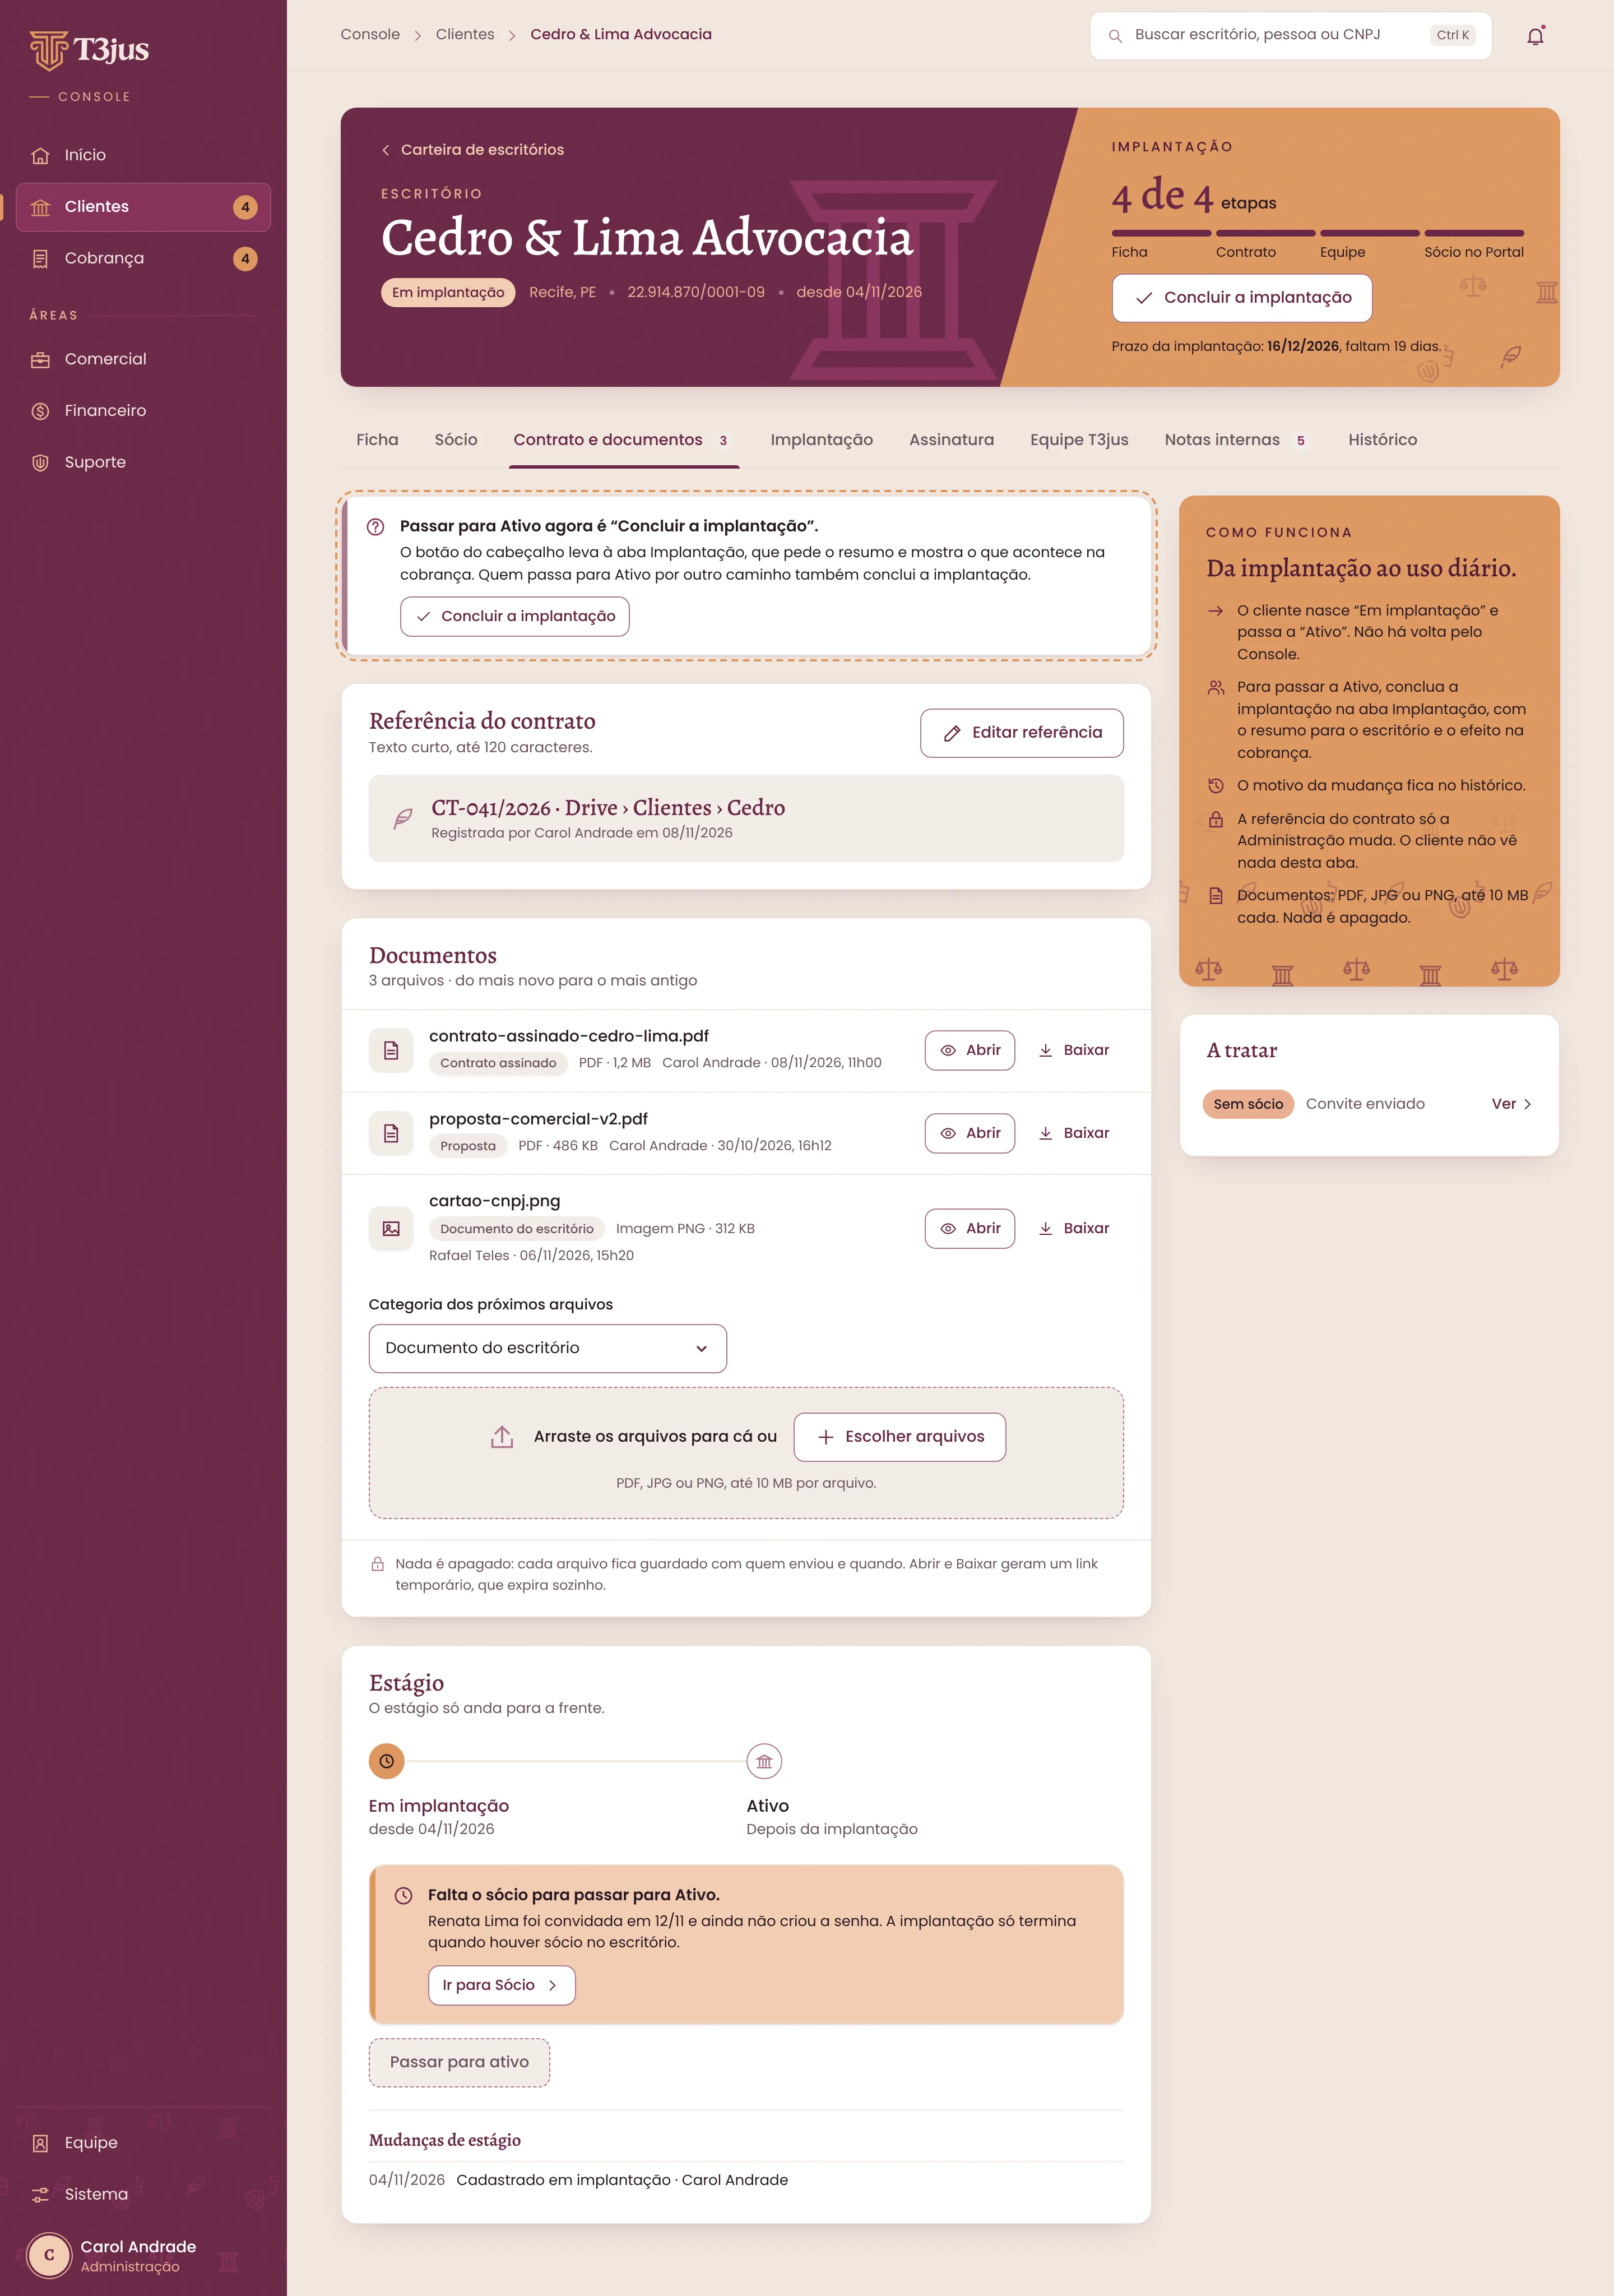 T3jus
CONSOLE
Início
Clientes 4
Cobrança 4
ÁREAS
Comercial
Financeiro
Suporte
Equipe
Sistema
C
Carol Andrade
Administração
Console > Clientes > Cedro & Lima Advocacia
Buscar escritório, pessoa ou CNPJ Ctrl K
Carteira de escritórios
ESCRITÓRIO
Cedro & Lima Advocacia
Em implantação Recife, PE • 22.914.870/0001-09 • desde 04/11/2026
IMPLANTAÇÃO
4 de 4 etapas
Ficha Contrato Equipe Sócio no Portal
Concluir a implantação
Prazo da implantação: 16/12/2026, faltam 19 dias.
Ficha Sócio Contrato e documentos 3 Implantação Assinatura Equipe T3jus Notas internas 5 Histórico
Passar para Ativo agora é “Concluir a implantação”.
O botão do cabeçalho leva à aba Implantação, que pede o resumo e mostra o que acontece na
cobrança. Quem passa para Ativo por outro caminho também conclui a implantação.
Concluir a implantação
Referência do contrato
Texto curto, até 120 caracteres.
Editar referência
CT-041/2026 · Drive › Clientes › Cedro
Registrada por Carol Andrade em 08/11/2026
Documentos
3 arquivos · do mais novo para o mais antigo
contrato-assinado-cedro-lima.pdf
Contrato assinado PDF · 1,2 MB Carol Andrade · 08/11/2026, 11h00
Abrir Baixar
proposta-comercial-v2.pdf
Proposta PDF · 486 KB Carol Andrade · 30/10/2026, 16h12
Abrir Baixar
cartao-cnpj.png
Documento do escritório Imagem PNG · 312 KB
Rafael Teles · 06/11/2026, 15h20
Abrir Baixar
Categoria dos próximos arquivos
Documento do escritório
Arraste os arquivos para cá ou Escolher arquivos
PDF, JPG ou PNG, até 10 MB por arquivo.
Nada é apagado: cada arquivo fica guardado com quem enviou e quando. Abrir e Baixar geram um link
temporário, que expira sozinho.
Estágio
O estágio só anda para a frente.
Em implantação
desde 04/11/2026
Ativo
Depois da implantação
Falta o sócio para passar para Ativo.
Renata Lima foi convidada em 12/11 e ainda não criou a senha. A implantação só termina
quando houver sócio no escritório.
Ir para Sócio
Passar para ativo
Mudanças de estágio
04/11/2026 Cadastrado em implantação · Carol Andrade
COMO FUNCIONA
Da implantação ao uso diário.
O cliente nasce “Em implantação” e
passa a “Ativo”. Não há volta pelo
Console.
Para passar a Ativo, conclua a
implantação na aba Implantação, com
o resumo para o escritório e o efeito na
cobrança.
O motivo da mudança fica no histórico.
A referência do contrato só a
Administração muda. O cliente não vê
nada desta aba.
Documentos: PDF, JPG ou PNG, até 10 MB
cada. Nada é apagado.
A tratar
Sem sócio Convite enviado Ver